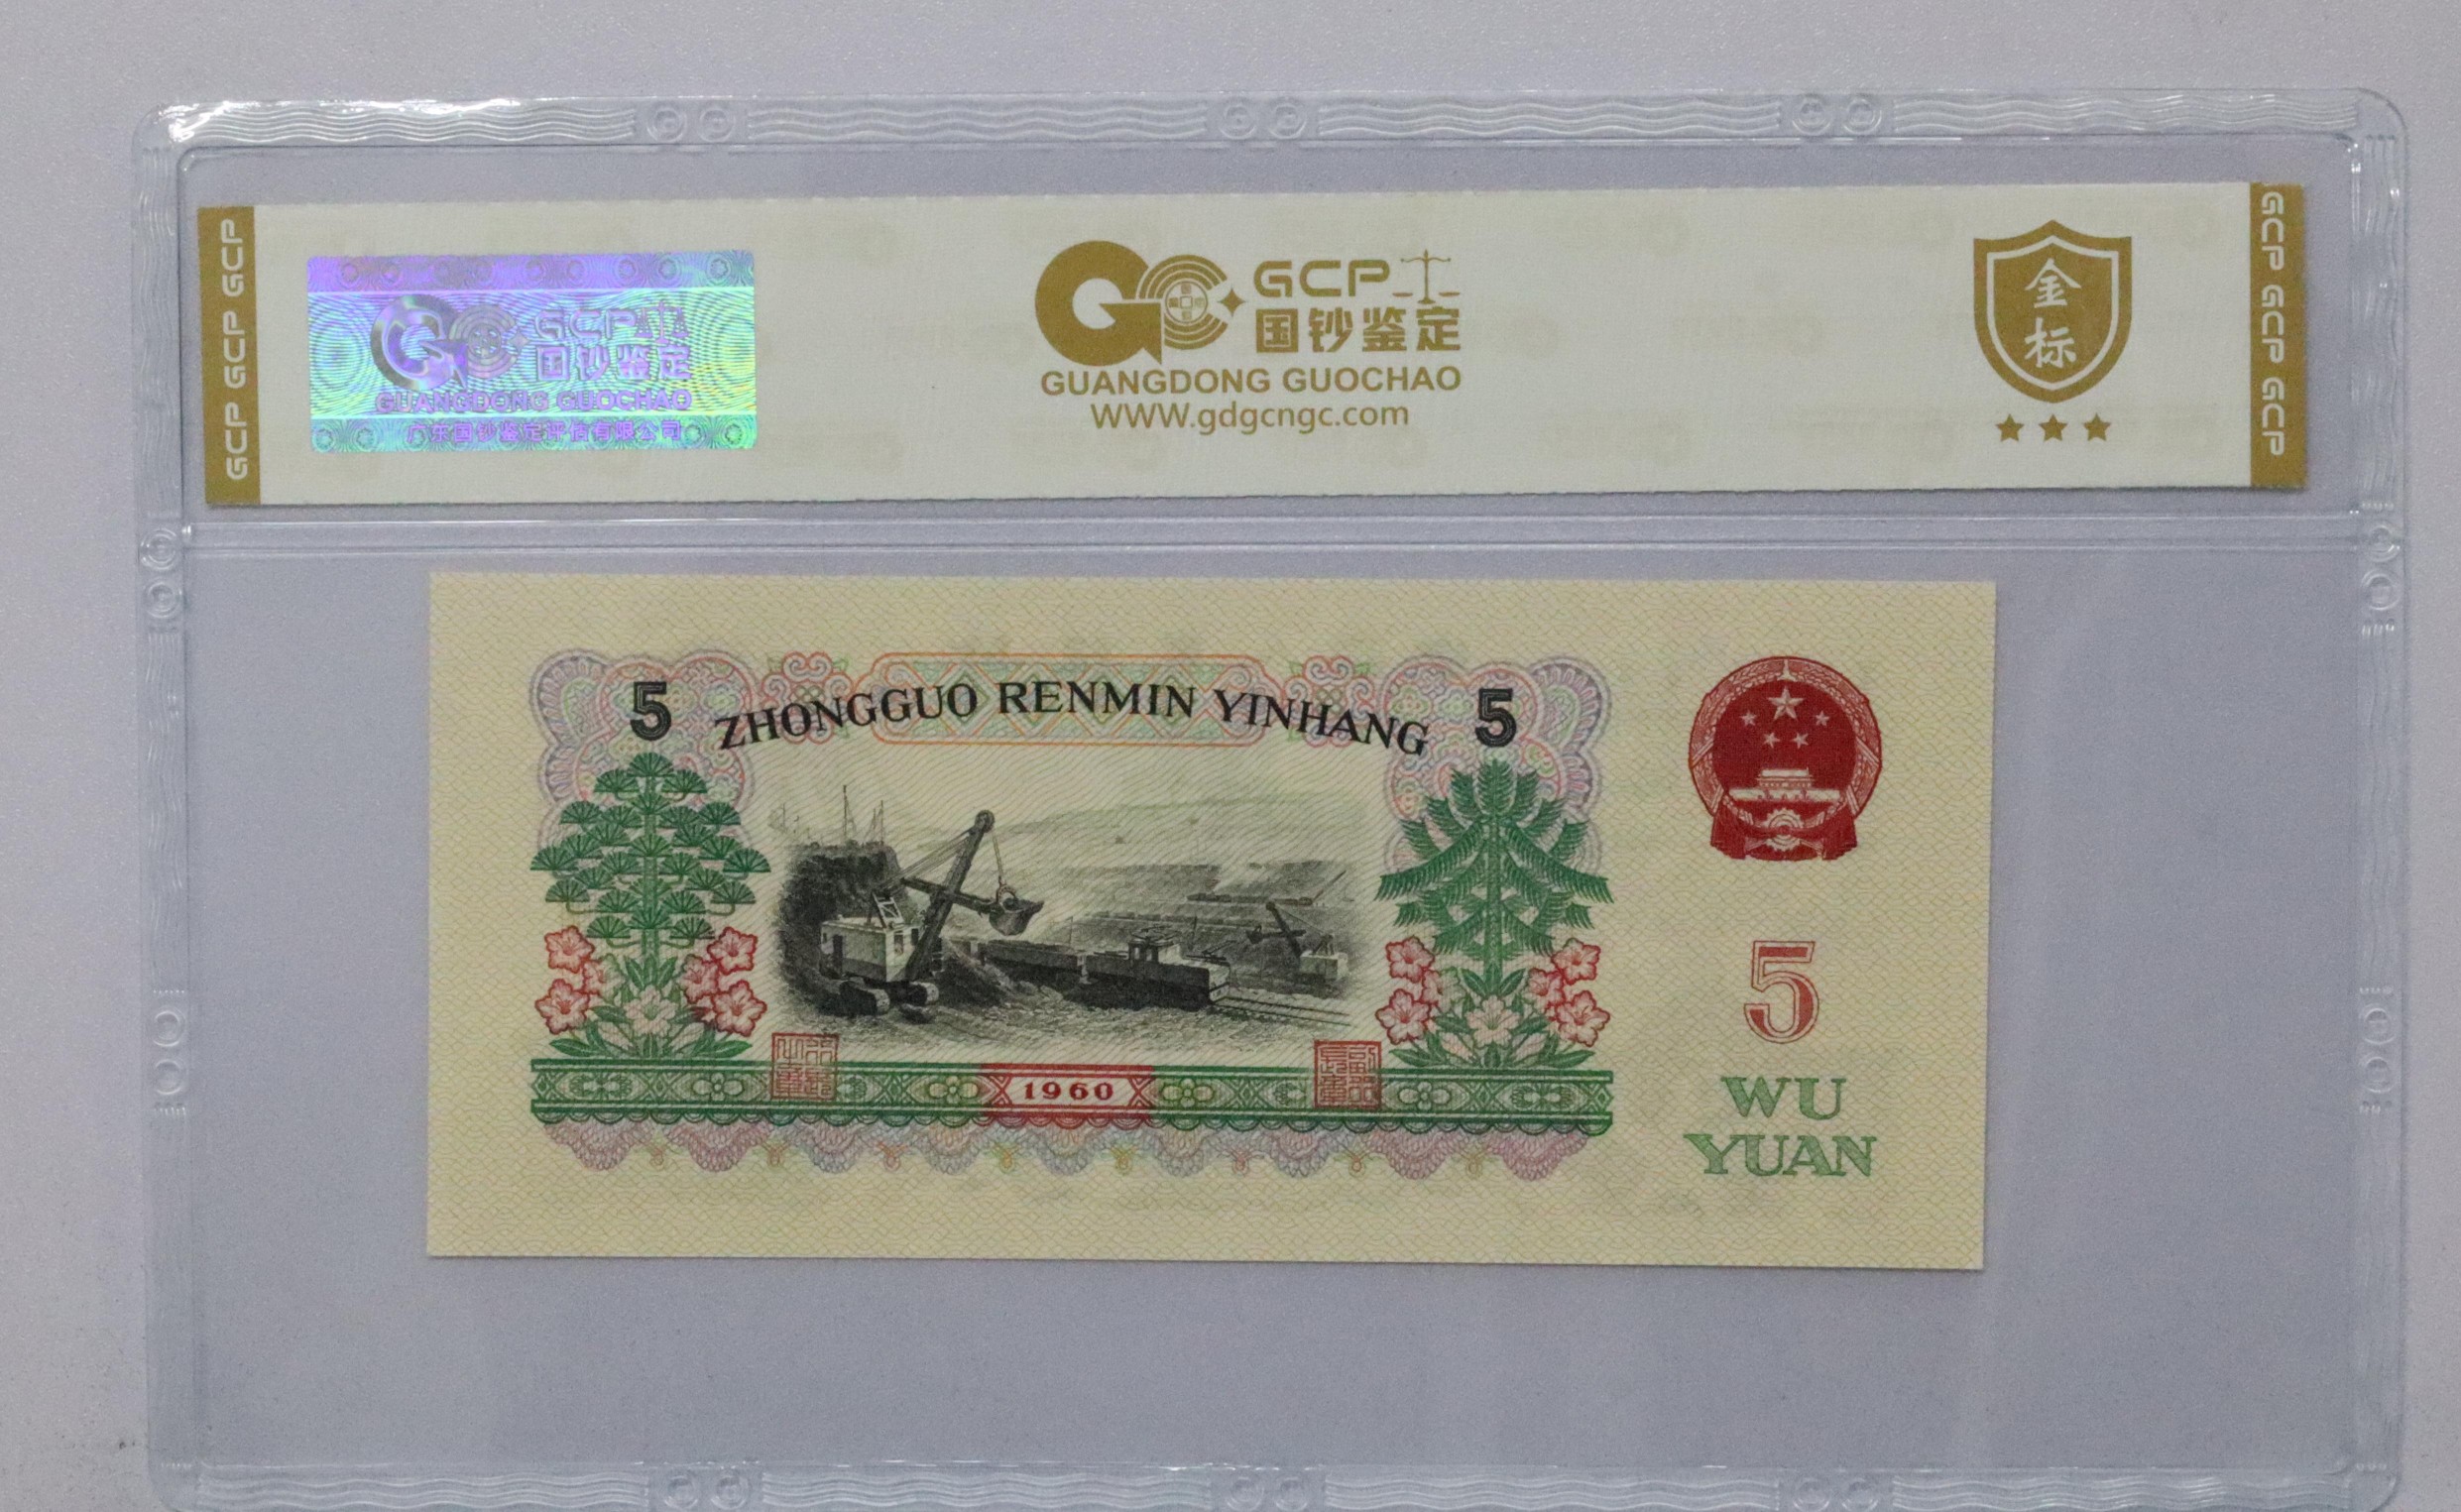 GCP GCP GCP
GCP
国钞鉴定
GUANGDONG GUOCHAO
广东国钞鉴定评估有限公司
GCP
国钞鉴定
GUANGDONG GUOCHAO
WWW.gdgcngc.com
金
标
GCP GCP GCP
5 ZHONGGUO RENMIN YINHANG 5
1960
5
WU
YUAN